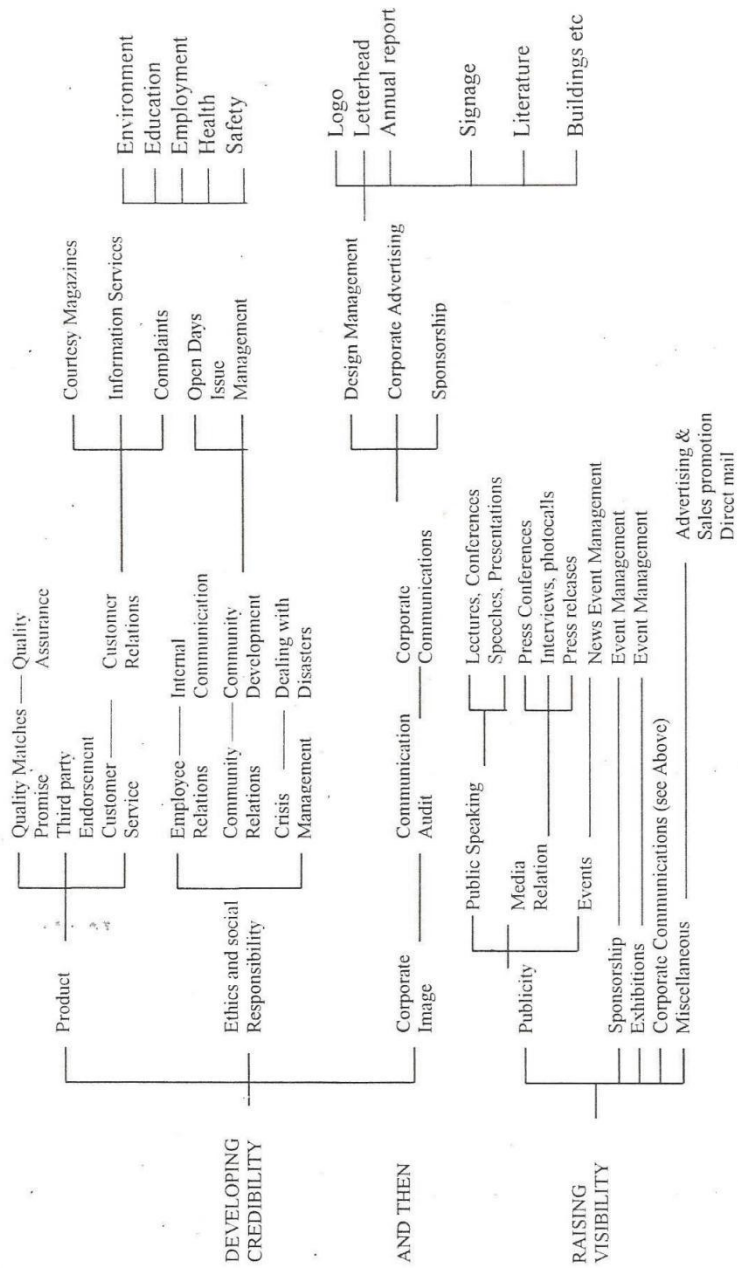 DEVELOPING
CREDIBILITY
Product
Quality Matches
Promise
Quality
Assurance
Third party
Endorsement
Customer
Service
Customer
Relations
Courtesy Magazines
Information Services
Complaints
Ethics and social
Responsibility
Employee
Relations
Internal
Communication
Community
Relations
Community
Development
Open Days
Issue
Management
Environment
Education
Employment
Health
Safety
Crisis
Management
Dealing with
Disasters
AND THEN
Corporate
Image
Communication
Audit
Corporate
Communications
Design Management
Corporate Advertising
Sponsorship
Logo
Letterhead
Annual report
Signage
Literature
Buildings etc
RAISING
VISIBILITY
Publicity
Public Speaking
Lectures, Conferences
Speeches, Presentations
Media
Relation
Press Conferences
Interviews, photocalls
Press releases
Events
News Event Management
Sponsorship
Event Management
Exhibitions
Event Management
Corporate Communications (see Above)
Miscellaneous
Advertising &
Sales promotion
Direct mail